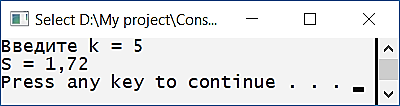 Select D:\My project\Cons...
Введите k = 5
S = 1,72
Press any key to continue . . .